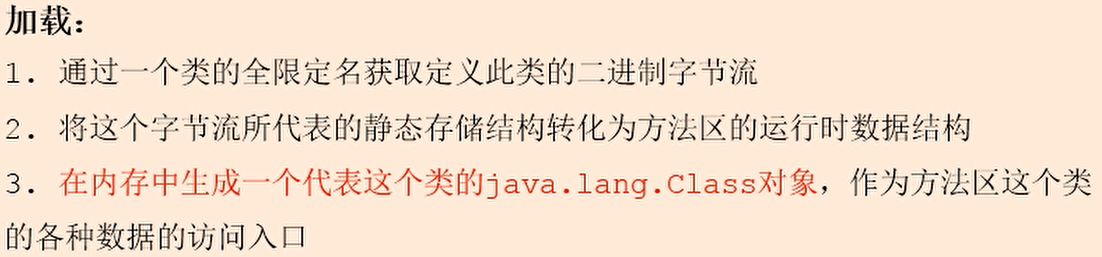 加载：
1. 通过一个类的全限定名获取定义此类的二进制字节流
2. 将这个字节流所代表的静态存储结构转化为方法区的运行时数据结构
3. 在内存中生成一个代表这个类的java.lang.Class对象，作为方法区这个类
的各种数据的访问入口